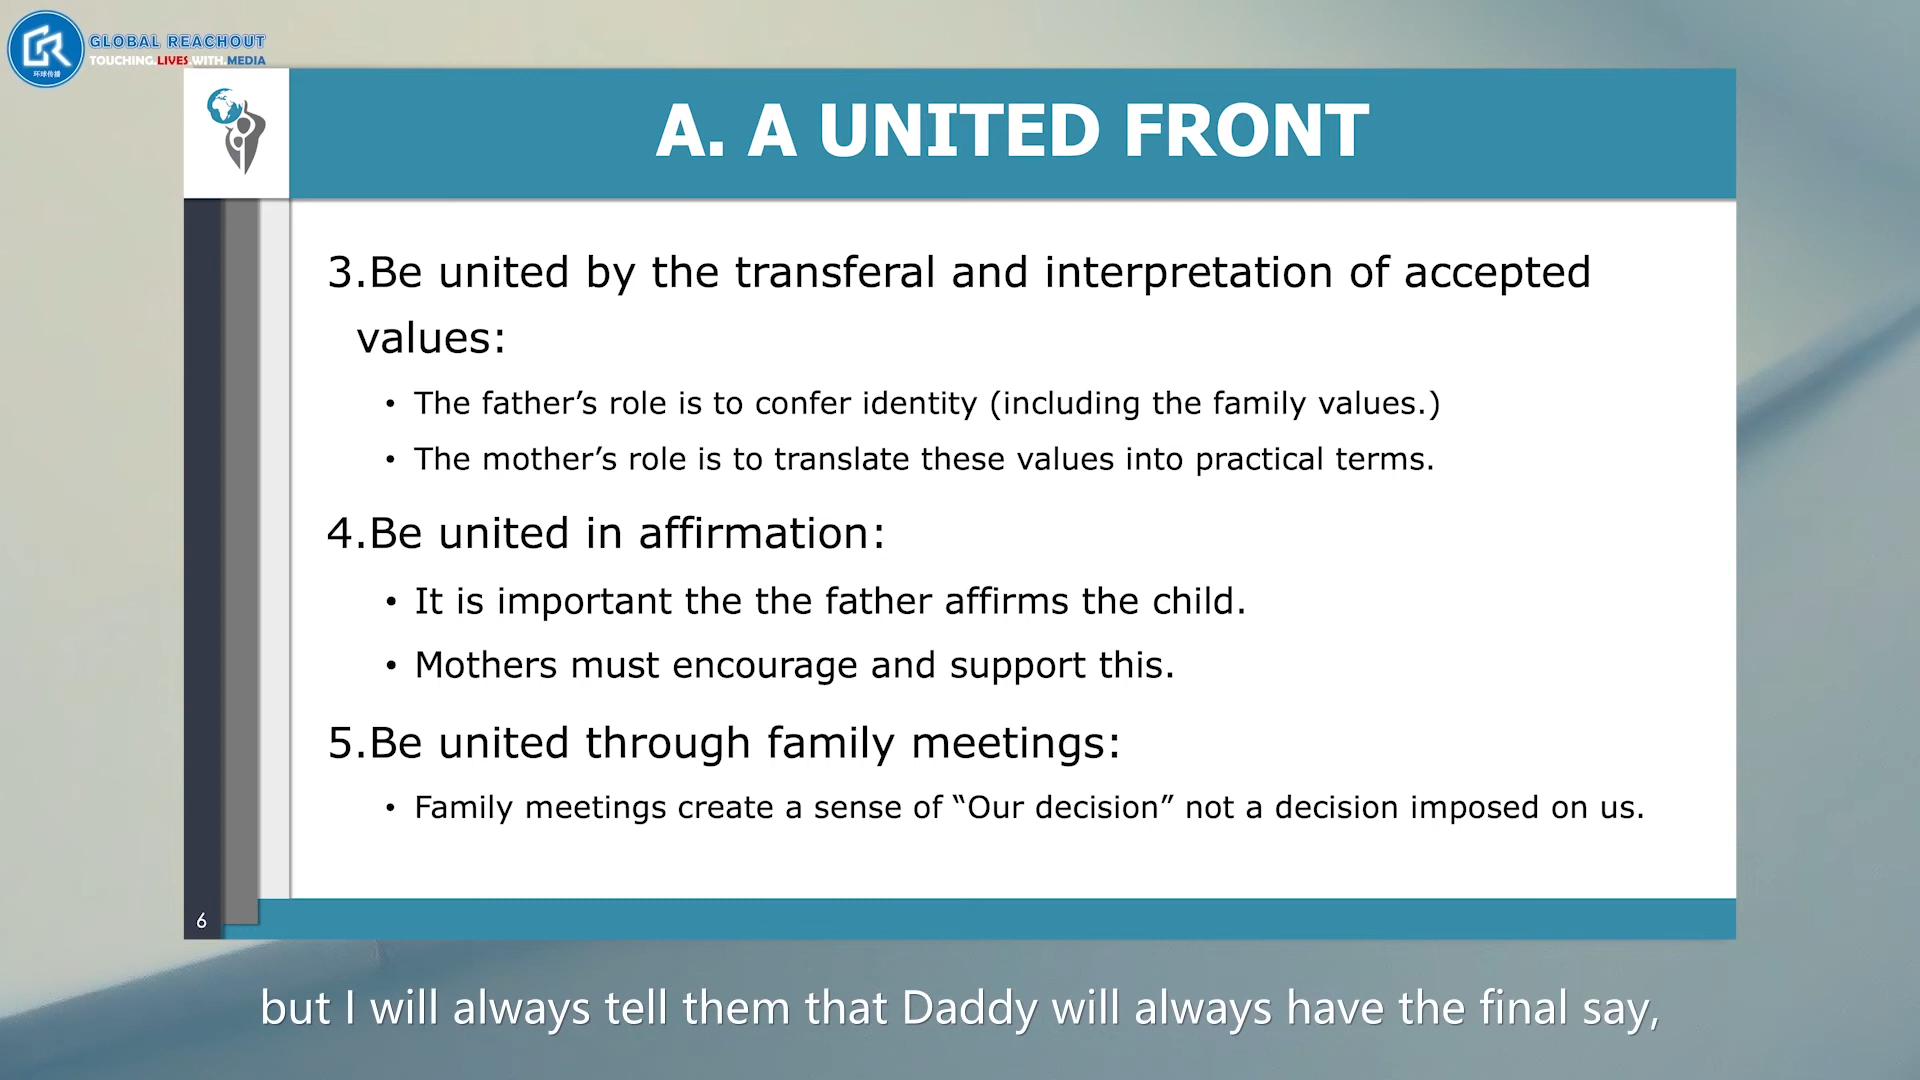 GLOBAL REACHOUT
TOUCHING.LIVES.WITH.MEDIA
环球传播
A. A UNITED FRONT
3.Be united by the transferal and interpretation of accepted
values:
• The father’s role is to confer identity (including the family values.)
• The mother’s role is to translate these values into practical terms.
4.Be united in affirmation:
• It is important the the father affirms the child.
• Mothers must encourage and support this.
5.Be united through family meetings:
• Family meetings create a sense of “Our decision” not a decision imposed on us.
6
but I will always tell them that Daddy will always have the final say,